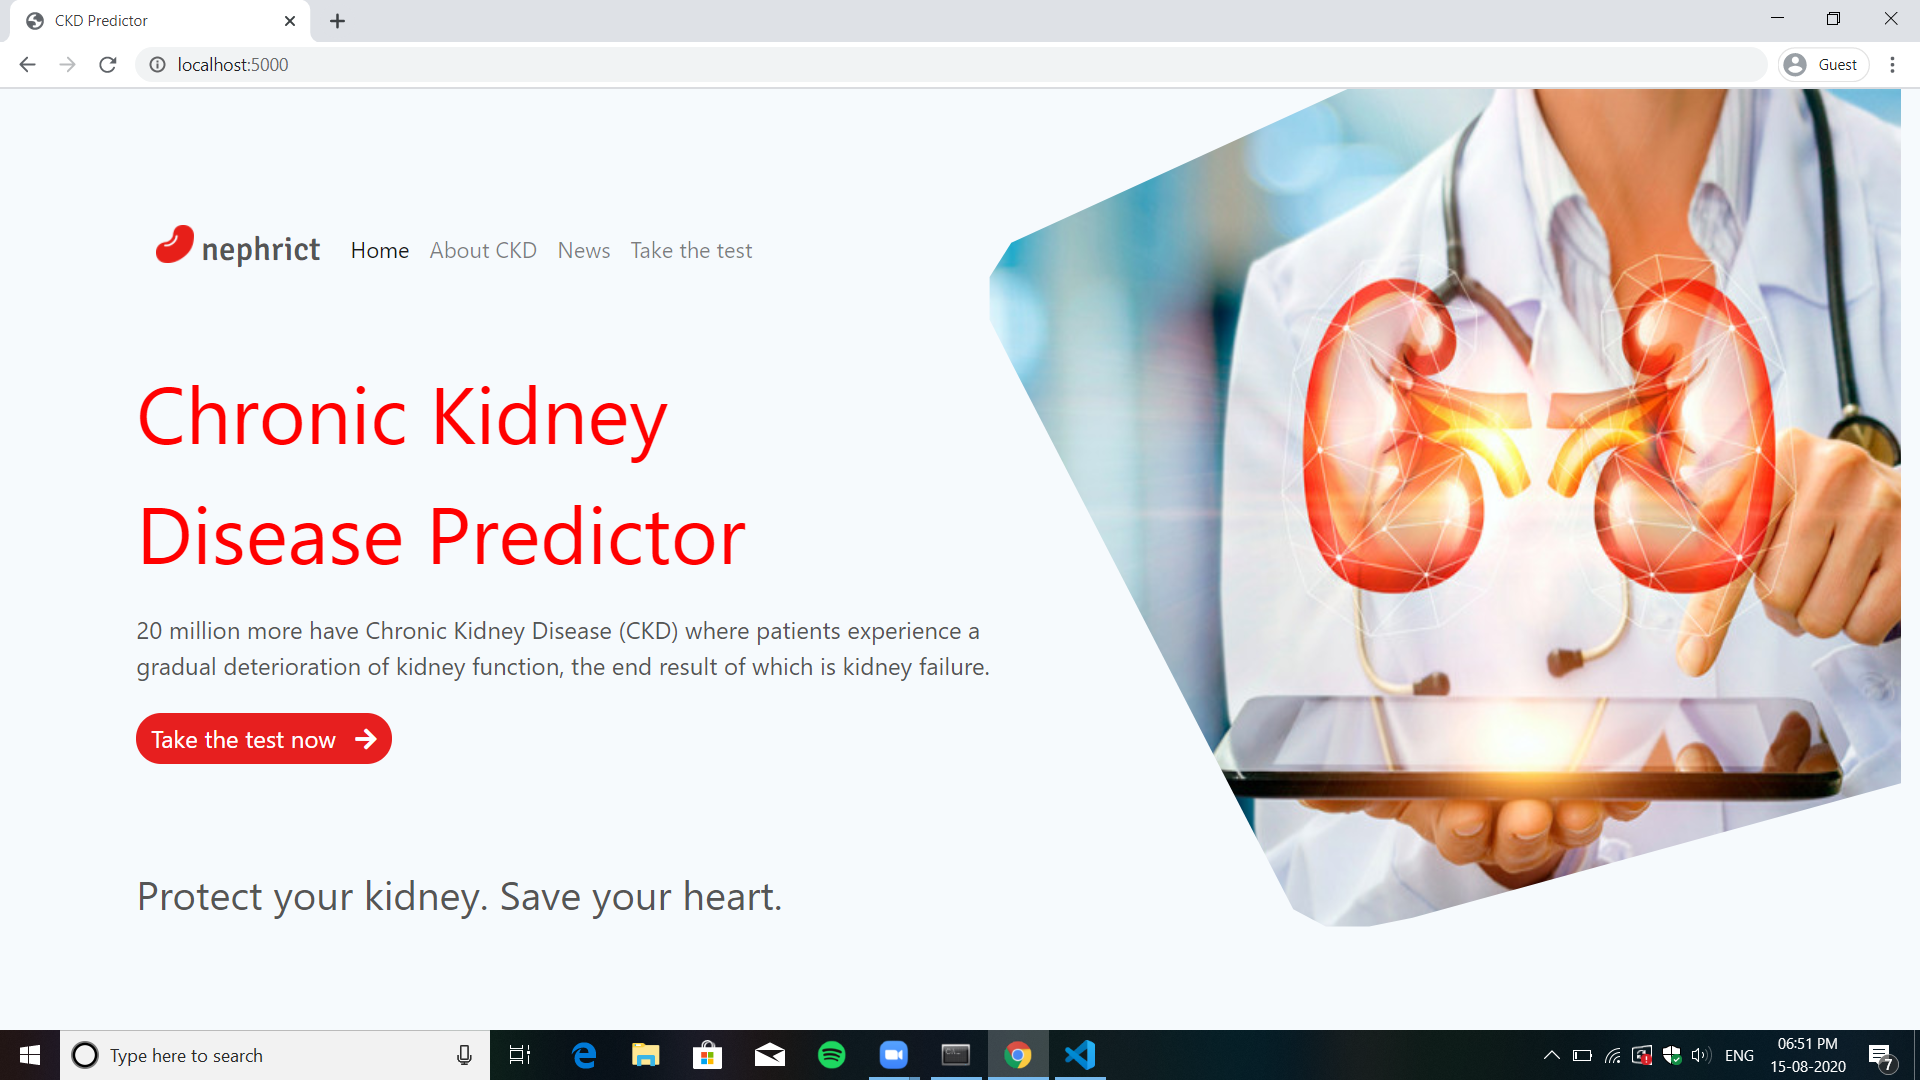 CKD Predictor
localhost:5000
Guest
nephrict
Home About CKD News Take the test
Chronic Kidney
Disease Predictor
20 million more have Chronic Kidney Disease (CKD) where patients experience a
gradual deterioration of kidney function, the end result of which is kidney failure.
Take the test now
Protect your kidney. Save your heart.
Type here to search
ENG
06:51 PM
15-08-2020
7